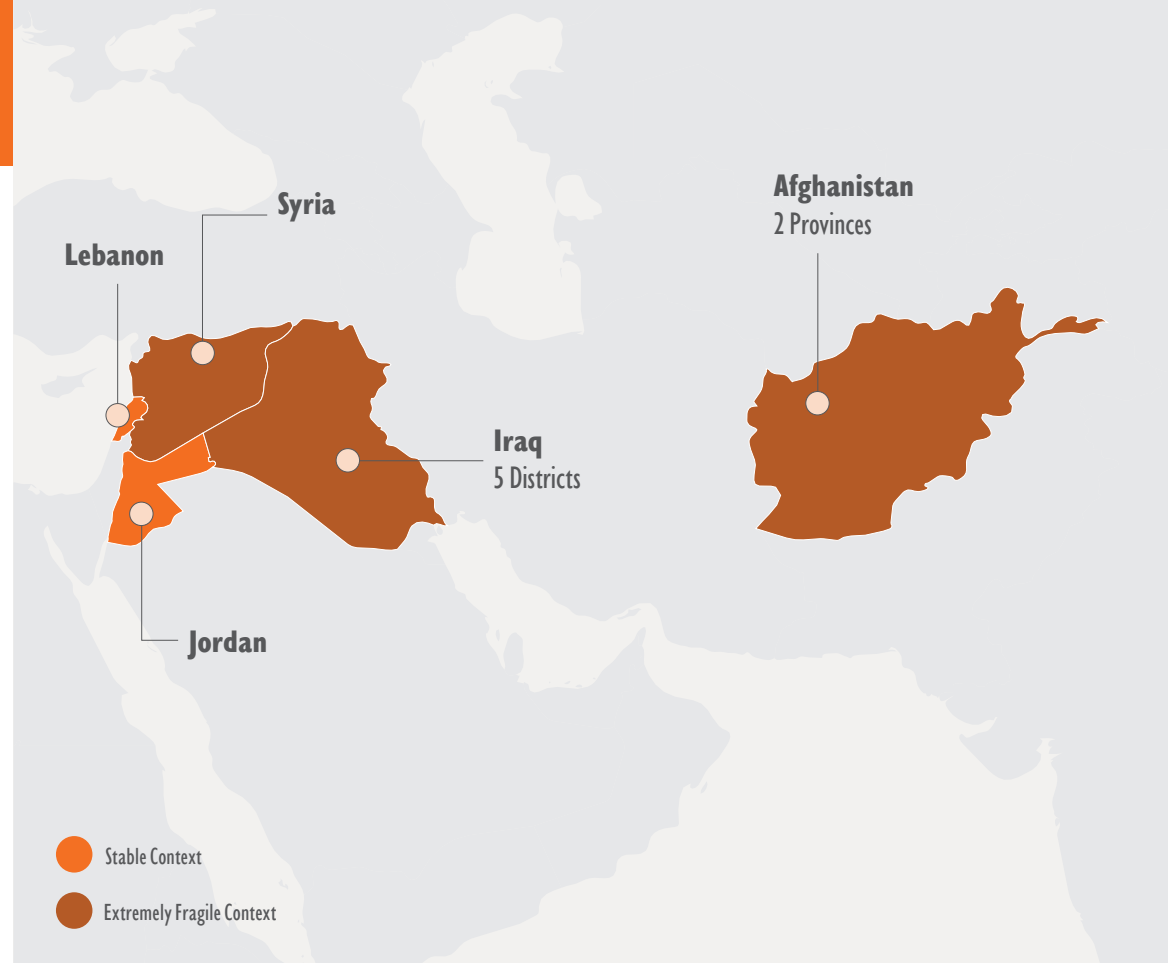 Syria
Lebanon
Afghanistan
2 Provinces
Iraq
5 Districts
Jordan
Stable Context
Extremely Fragile Context